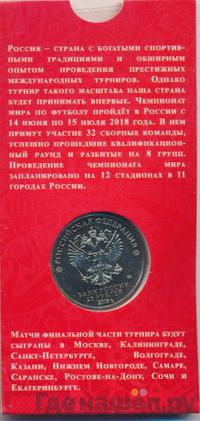 Россия – страна с богатыми спортив-
ными традициями и обширным
опытом проведения престижных
международных турниров. Однако
турнир такого масштаба наша страна
будет принимать впервые. Чемпионат
мира по футболу пройдёт в России с
14 июня по 15 июля 2018 года. В нем
примут участие 32 сборные команды,
успешно прошедшие квалификацион-
ный раунд и разбитые на 8 групп.
Проведение чемпионата мира
запланировано на 12 стадионах в 11
городах России.
РОССИЙСКАЯ ФЕДЕРАЦИЯ
БАНК РОССИИ
Матчи финальной части турнира будут
сыграны в Москве, Калининграде,
Санкт-Петербурге, Волгограде,
Казани, Нижнем Новгороде, Самаре,
Саранске, Ростове-на-Дону, Сочи и
Екатеринбурге.
Гденашел.ру